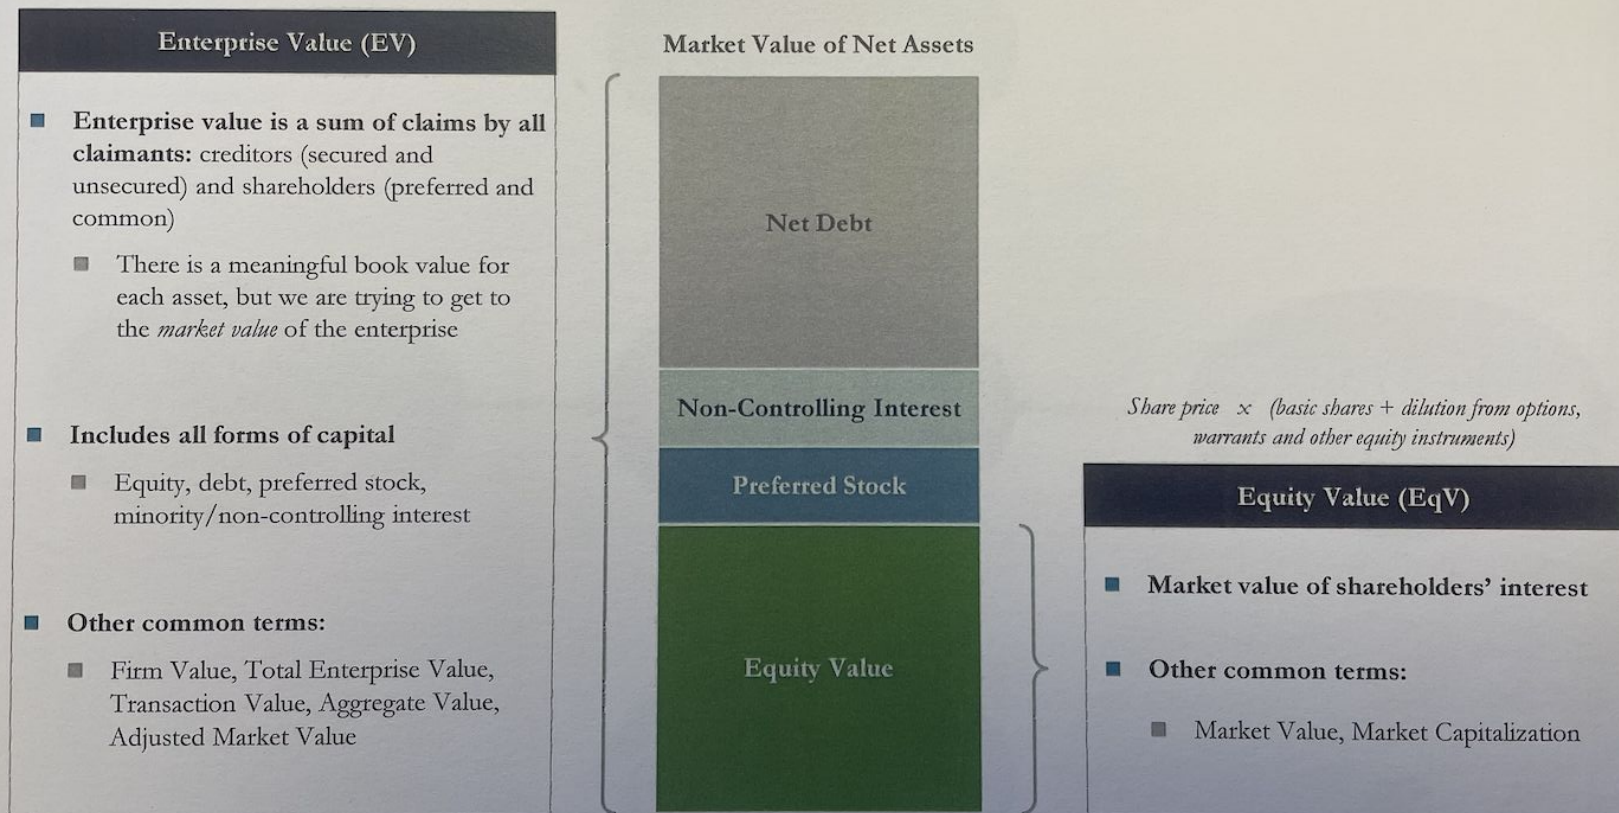 Enterprise Value (EV)
Enterprise value is a sum of claims by all
claimants: creditors (secured and
unsecured) and shareholders (preferred and
common)
There is a meaningful book value for
each asset, but we are trying to get to
the market value of the enterprise
Includes all forms of capital
Equity, debt, preferred stock,
minority/non-controlling interest
Other common terms:
Firm Value, Total Enterprise Value,
Transaction Value, Aggregate Value,
Adjusted Market Value
Market Value of Net Assets
Net Debt
Non-Controlling Interest
Preferred Stock
Equity Value
Share price x (basic shares + dilution from options,
warrants and other equity instruments)
Equity Value (EqV)
Market value of shareholders’ interest
Other common terms:
Market Value, Market Capitalization